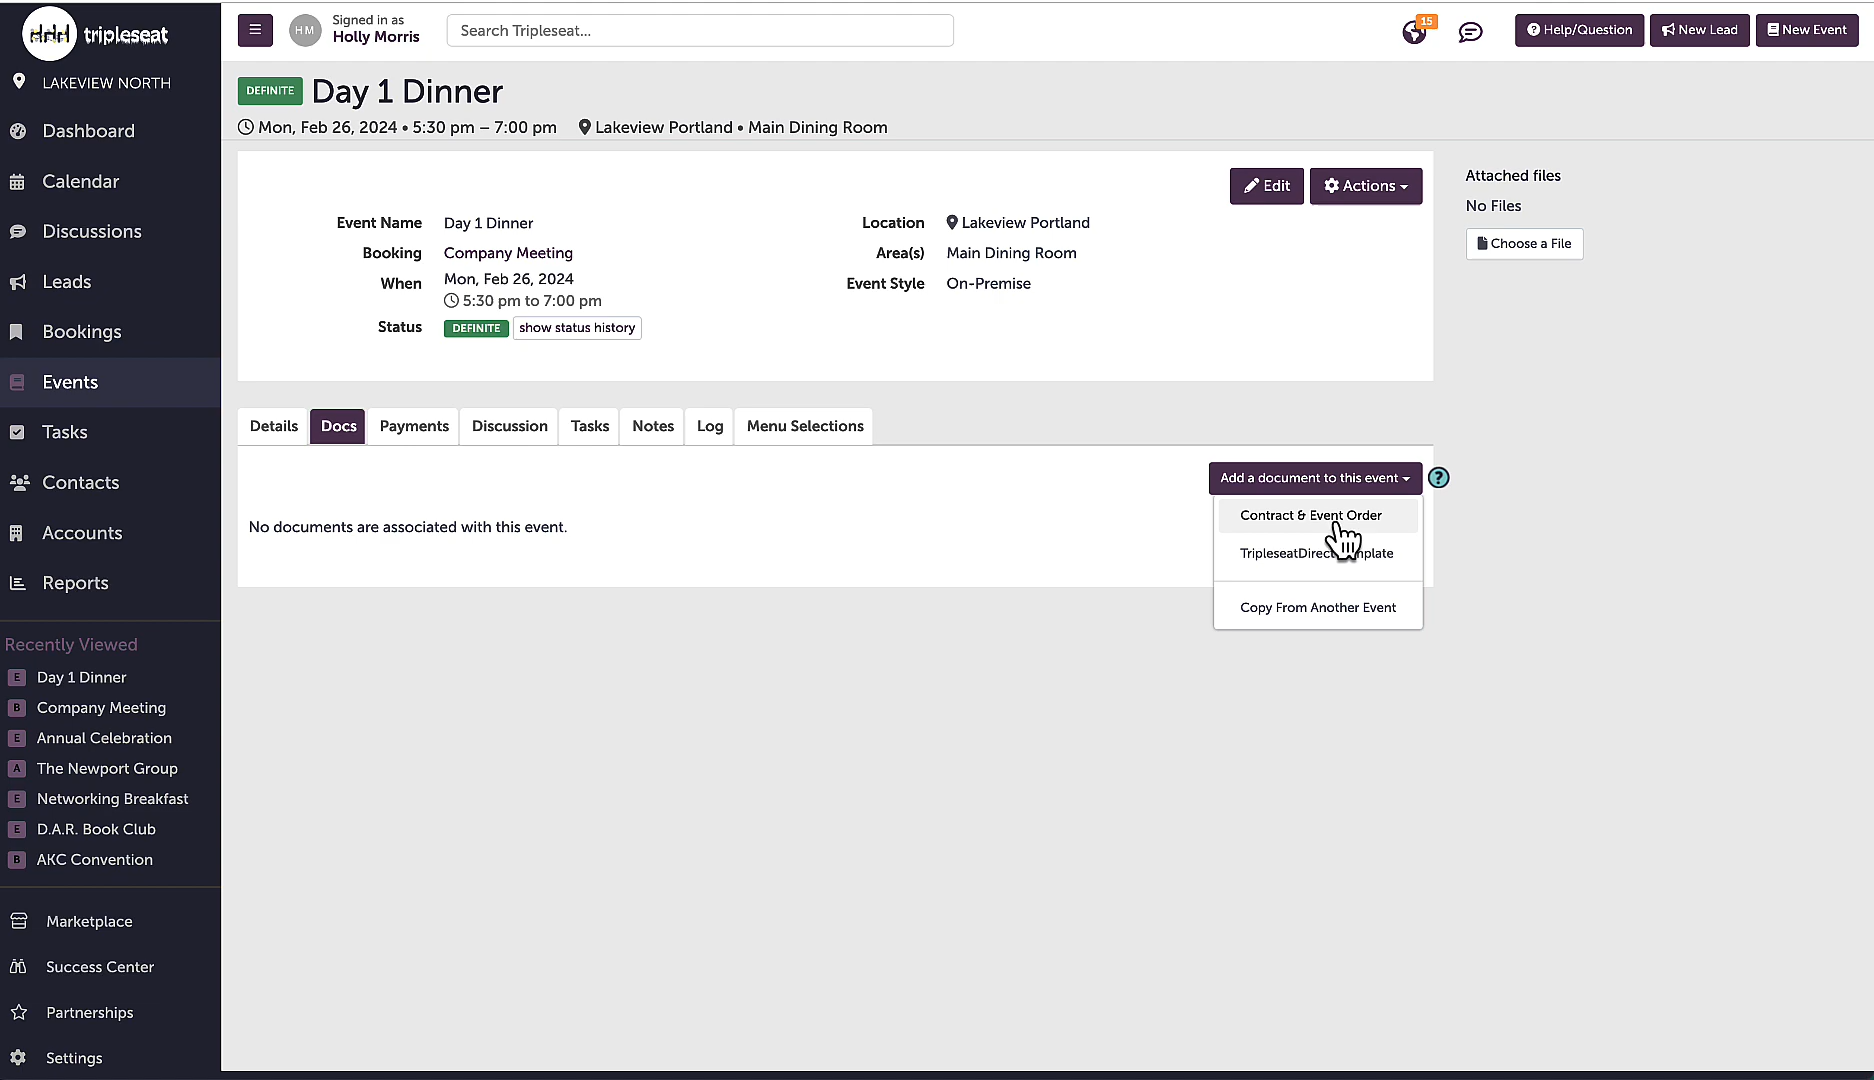 tripleseat
LAKEVIEW NORTH
Dashboard
Calendar
Discussions
Leads
Bookings
Events
Tasks
Contacts
Accounts
Reports
Recently Viewed
E Day 1 Dinner
B Company Meeting
E Annual Celebration
A The Newport Group
E Networking Breakfast
E D.A.R. Book Club
B AKC Convention
Marketplace
Success Center
Partnerships
Settings
HM
Signed in as
Holly Morris
Search Tripleseat...
15
Help/Question
New Lead
New Event
DEFINITE Day 1 Dinner
Mon, Feb 26, 2024 • 5:30 pm – 7:00 pm Lakeview Portland • Main Dining Room
Edit Actions
Event Name Day 1 Dinner
Booking Company Meeting
When Mon, Feb 26, 2024
5:30 pm to 7:00 pm
Status DEFINITE show status history
Location Lakeview Portland
Area(s) Main Dining Room
Event Style On-Premise
Attached files
No Files
Choose a File
Details Docs Payments Discussion Tasks Notes Log Menu Selections
Add a document to this event ?
No documents are associated with this event.
Contract & Event Order
TripleseatDirect
Copy From Another Event